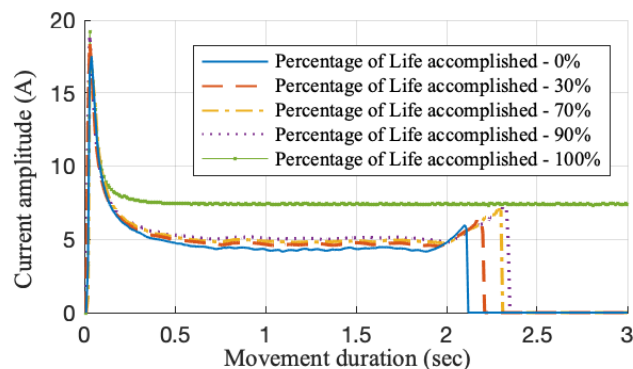 20
15
10
5
0
Current amplitude (A)
Percentage of Life accomplished - 0%
Percentage of Life accomplished - 30%
Percentage of Life accomplished - 70%
Percentage of Life accomplished - 90%
Percentage of Life accomplished - 100%
0 0.5 1 1.5 2 2.5 3
Movement duration (sec)